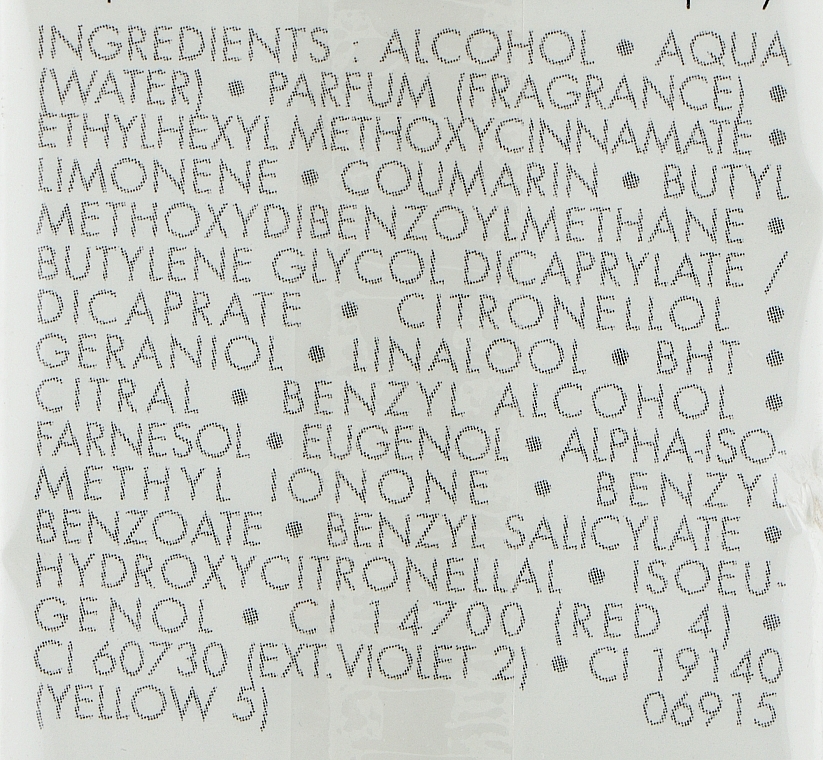 INGREDIENTS : ALCOHOL • AQUA
(WATER) • PARFUM (FRAGRANCE) •
ETHYLHEXYL METHOXYCINNAMATE •
LIMONENE • COUMARIN • BUTYL
METHOXYDIBENZOYLMETHANE •
BUTYLENE GLYCOL DICAPRYLATE /
DICAPRATE • CITRONELLOL •
GERANIOL • LINALOOL • BHT •
CITRAL • BENZYL ALCOHOL •
FARNESOL • EUGENOL • ALPHA-ISO-
METHYL IONONE • BENZYL
BENZOATE • BENZYL SALICYLATE •
HYDROXYCITRONELLAL • ISOEU-
GENOL • CI 14700 (RED 4) •
CI 60730 (EXT.VIOLET 2) • CI 19140
(YELLOW 5) 06915